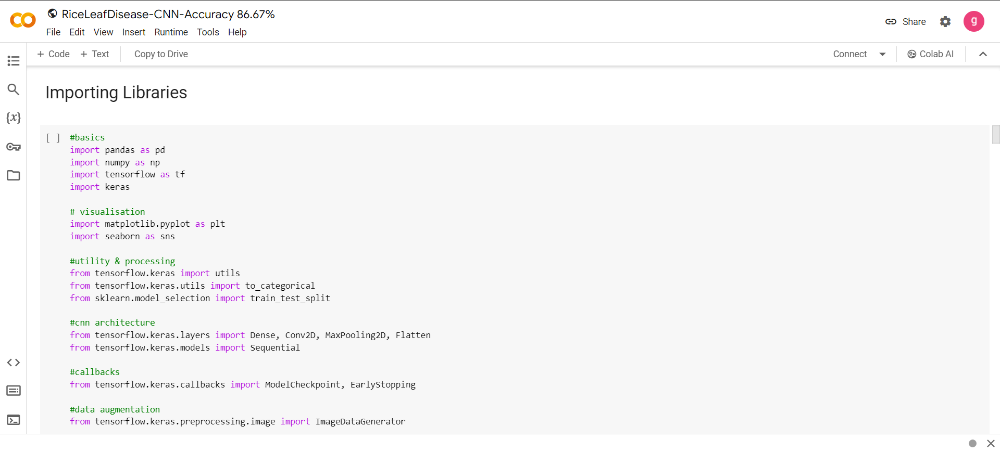 RiceLeafDisease-CNN-Accuracy 86.67%
File Edit View Insert Runtime Tools Help
Share
g
+ Code + Text Copy to Drive
Connect
Colab AI
Importing Libraries
{x}
[ ]
#basics
import pandas as pd
import numpy as np
import tensorflow as tf
import keras
# visualisation
import matplotlib.pyplot as plt
import seaborn as sns
#utility & processing
from tensorflow.keras import utils
from tensorflow.keras.utils import to_categorical
from sklearn.model_selection import train_test_split
#cnn architecture
from tensorflow.keras.layers import Dense, Conv2D, MaxPooling2D, Flatten
from tensorflow.keras.models import Sequential
#callbacks
from tensorflow.keras.callbacks import ModelCheckpoint, EarlyStopping
#data augmentation
from tensorflow.keras.preprocessing.image import ImageDataGenerator